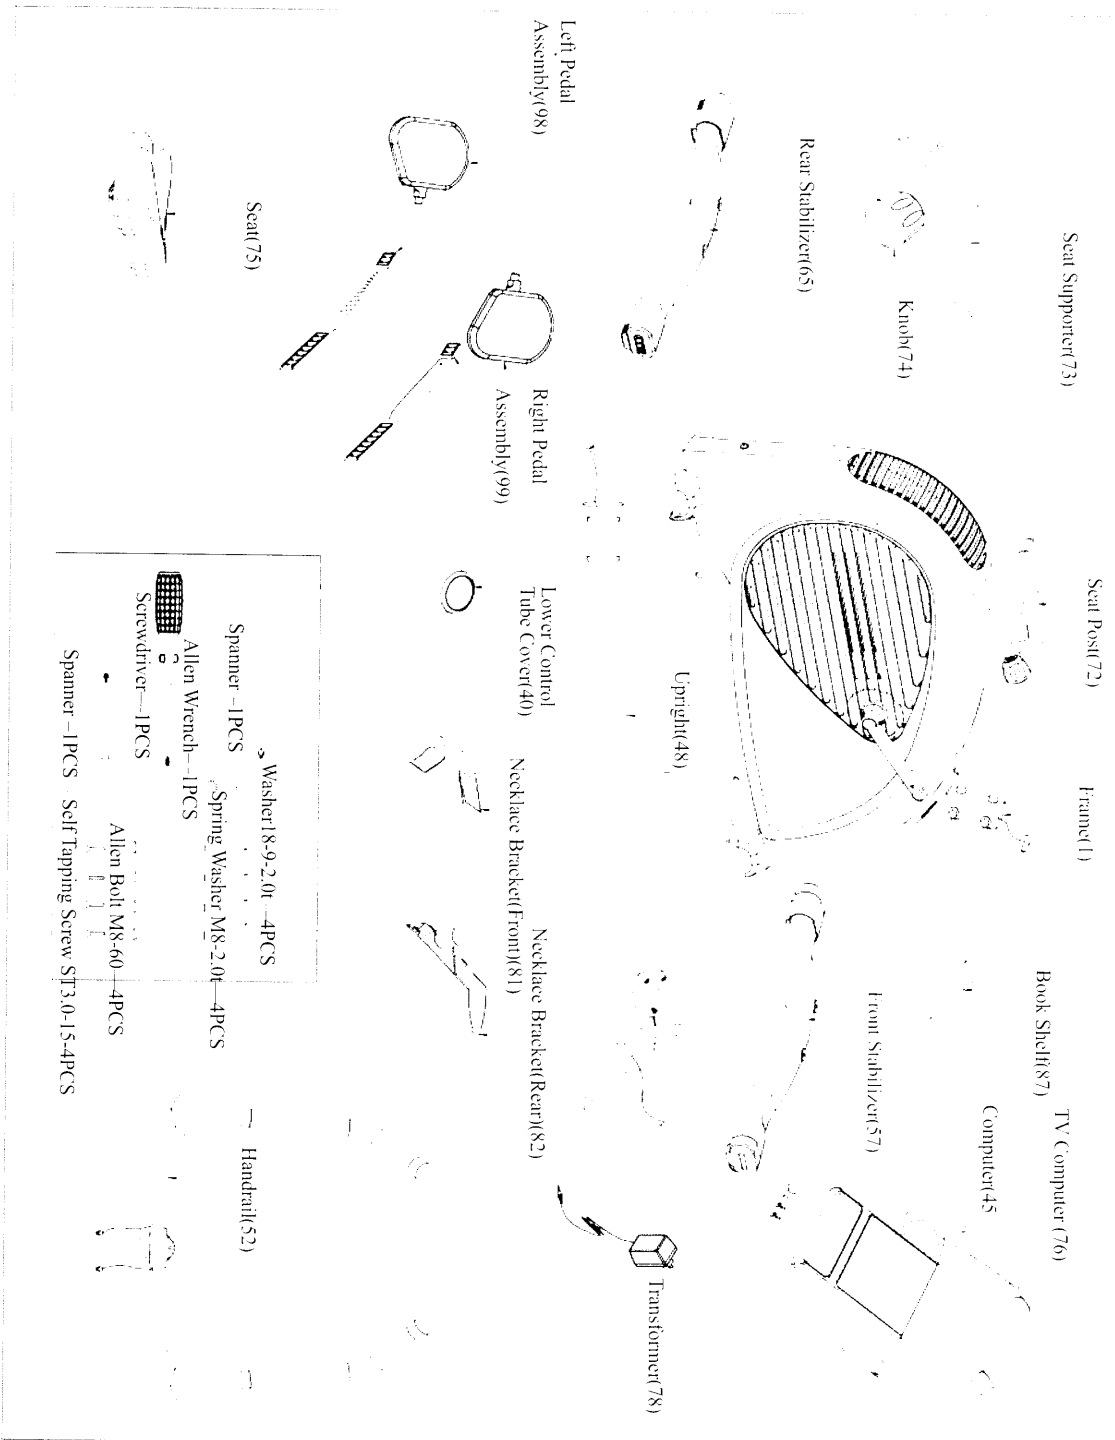 Seat Supporter(73)
Seat Post(72)
Frame(1)
Book Shelf(87)
TV Computer (76)
Computer(45
Knob(74)
Rear Stabilizer(65)
Front Stabilizer(57)
Upright(48)
Transformer(78)
Left Pedal
Assembly(98)
Right Pedal
Assembly(99)
Lower Control
Tube Cover(40)
Necklace Bracket(Front)(81)
Necklace Bracket(Rear)(82)
Seat(75)
Handrail(52)
Washer18-9-2.0t—4PCS
Spanner –1PCS
Spring Washer M8-2.0t—4PCS
Allen Wrench—1PCS
Screwdriver—1PCS
Allen Bolt M8-60—4PCS
Spanner –1PCS
Self Tapping Screw ST3.0-15-4PCS